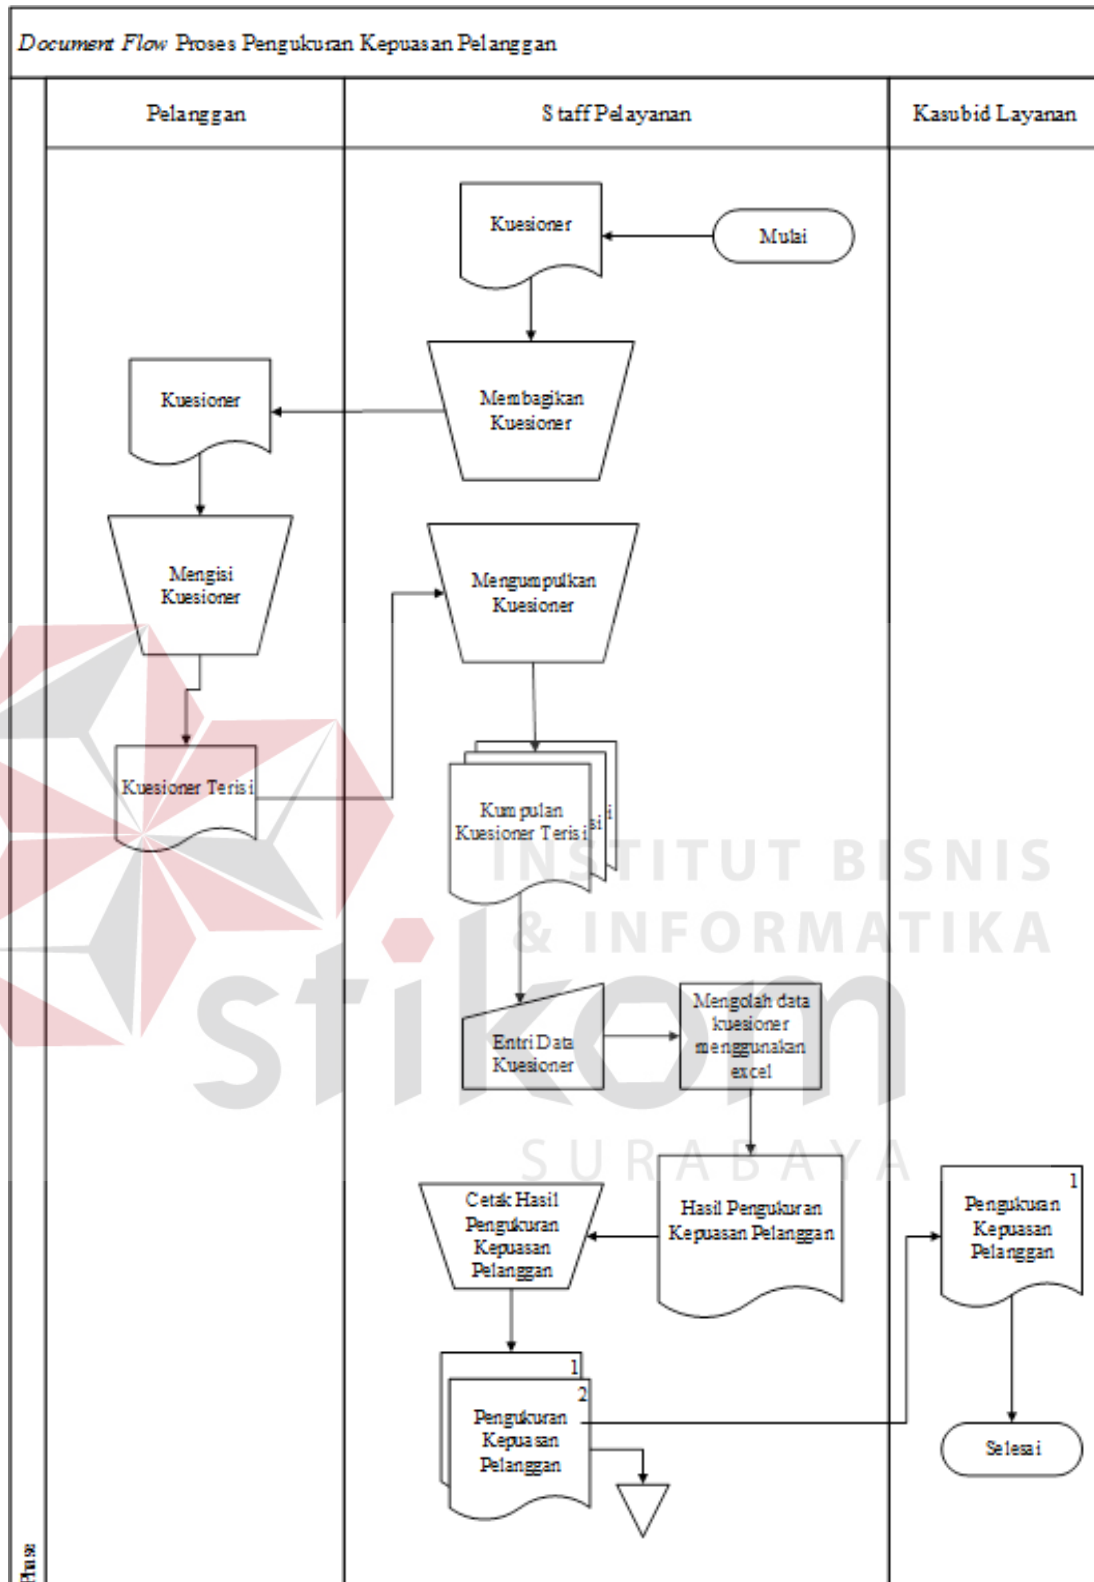 Document Flow Proses Pengukuran Kepuasan Pelanggan
Pelanggan
Staff Pelayanan
Kasubid Layanan
Kuesioner
Mulai
Membagikan
Kuesioner
Kuesioner
Mengisi
Kuesioner
Mengumpulkan
Kuesioner
Kuesioner Terisi
Kumpulan
Kuesioner Terisi
si
i
INSTITUT BISNIS
& INFORMATIKA
stikom
SURABAYA
Entri Data
Kuesioner
Mengolah data
kuesioner
menggunakan
excel
Hasil Pengukuran
Kepuasan Pelanggan
Cetak Hasil
Pengukuran
Kepuasan
Pelanggan
1
Pengukuran
Kepuasan
Pelanggan
1
2
Pengukuran
Kepuasan
Pelanggan
Selesai
Phase